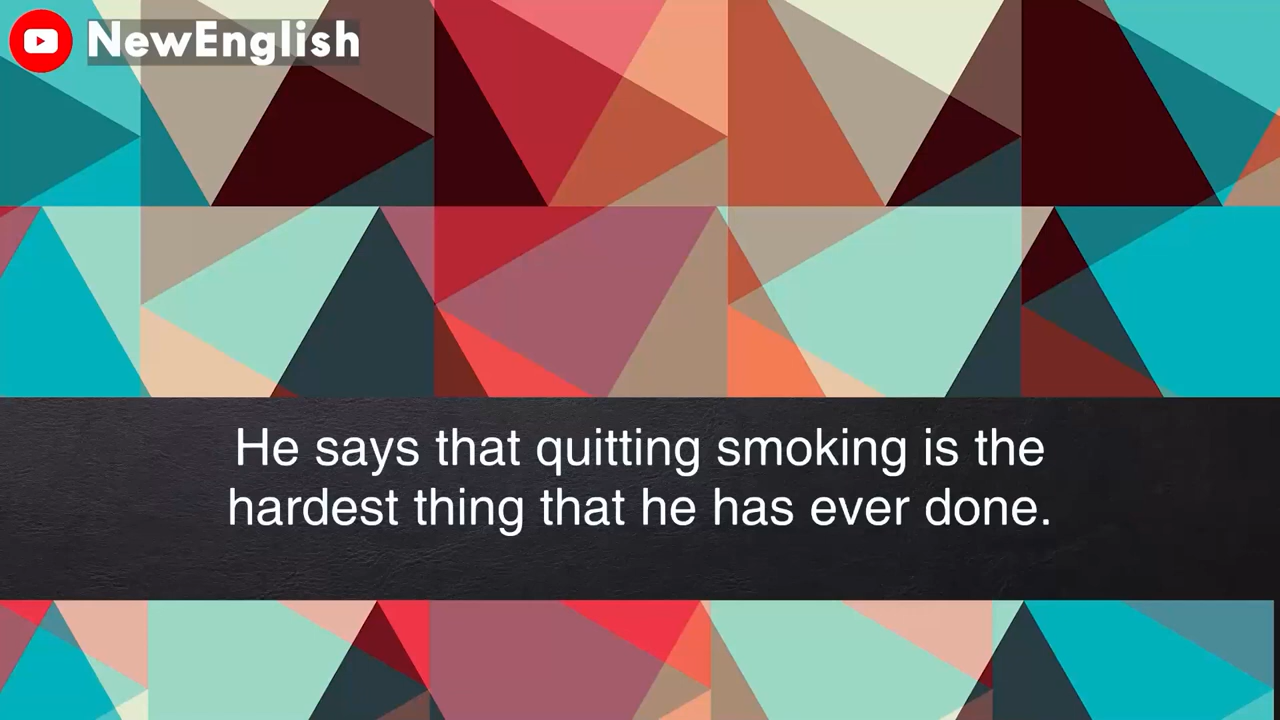 NewEnglish
He says that quitting smoking is the
hardest thing that he has ever done.